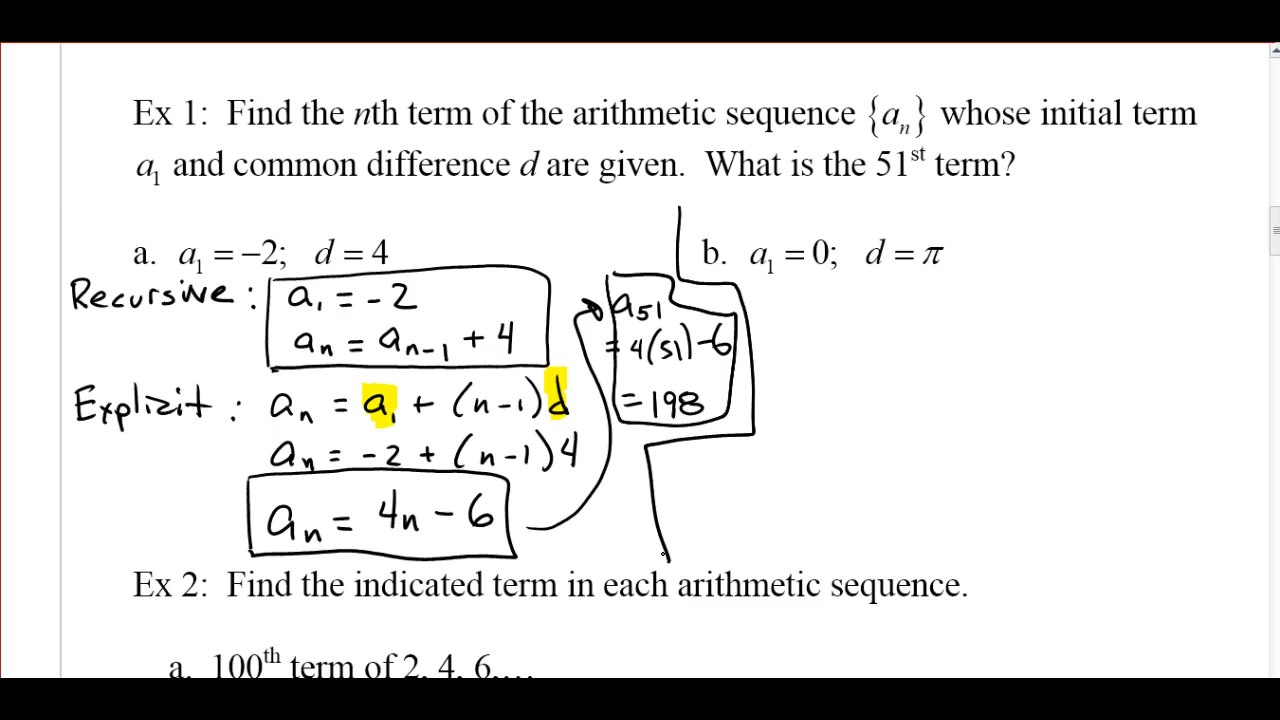 Ex 1: Find the nth term of the arithmetic sequence {aₙ} whose initial term
a₁ and common difference d are given. What is the 51ˢᵗ term?
a. a₁ = −2; d = 4
Recursive: a₁ = -2
aₙ = aₙ₋₁ + 4
Explicit: aₙ = a₁ + (n-1)d
aₙ = -2 + (n-1)4
aₙ = 4n - 6
a₅₁
= 4(51) - 6
= 198
b. a₁ = 0; d = π
Ex 2: Find the indicated term in each arithmetic sequence.
a. 100ᵗʰ term of 2, 4, 6,...